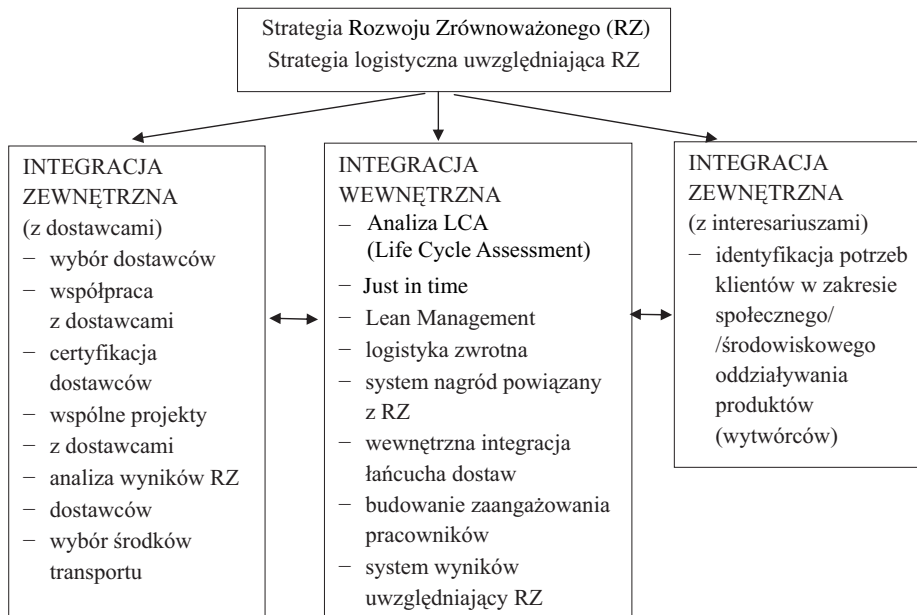 Strategia Rozwoju Zrównoważonego (RZ)
Strategia logistyczna uwzględniająca RZ
INTEGRACJA
ZEWNĘTRZNA
(z dostawcami)
− wybór dostawców
− współpraca
z dostawcami
− certyfikacja
dostawców
− wspólne projekty
− z dostawcami
− analiza wyników RZ
− dostawców
− wybór środków
transportu
INTEGRACJA
WEWNĘTRZNA
− Analiza LCA
(Life Cycle Assessment)
− Just in time
− Lean Management
− logistyka zwrotna
− system nagród powiązany
z RZ
− wewnętrzna integracja
łańcucha dostaw
− budowanie zaangażowania
pracowników
− system wyników
uwzględniający RZ
INTEGRACJA
ZEWNĘTRZNA
(z interesariuszami)
− identyfikacja potrzeb
klientów w zakresie
społecznego/
/środowiskowego
oddziaływania
produktów
(wytwórców)